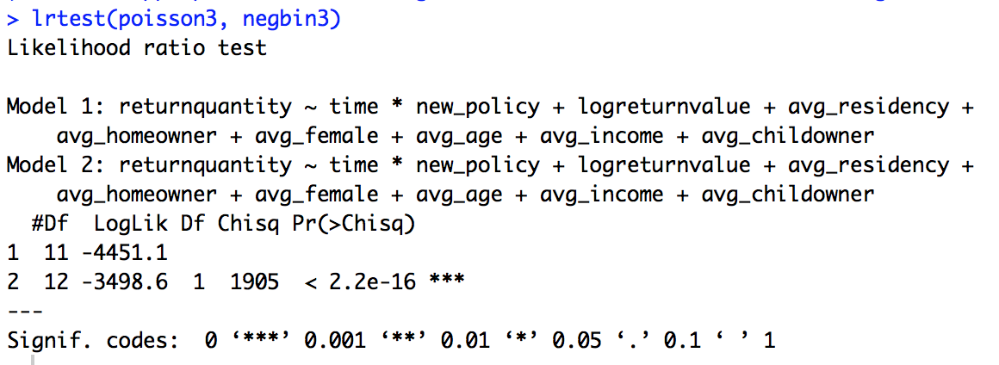 > lrtest(poisson3, negbin3)
Likelihood ratio test

Model 1: returnquantity ~ time * new_policy + logreturnvalue + avg_residency +
    avg_homeowner + avg_female + avg_age + avg_income + avg_childowner
Model 2: returnquantity ~ time * new_policy + logreturnvalue + avg_residency +
    avg_homeowner + avg_female + avg_age + avg_income + avg_childowner
  #Df  LogLik Df Chisq Pr(>Chisq)
1  11 -4451.1
2  12 -3498.6  1  1905  < 2.2e-16 ***
---
Signif. codes:  0 ‘***’ 0.001 ‘**’ 0.01 ‘*’ 0.05 ‘.’ 0.1 ‘ ’ 1